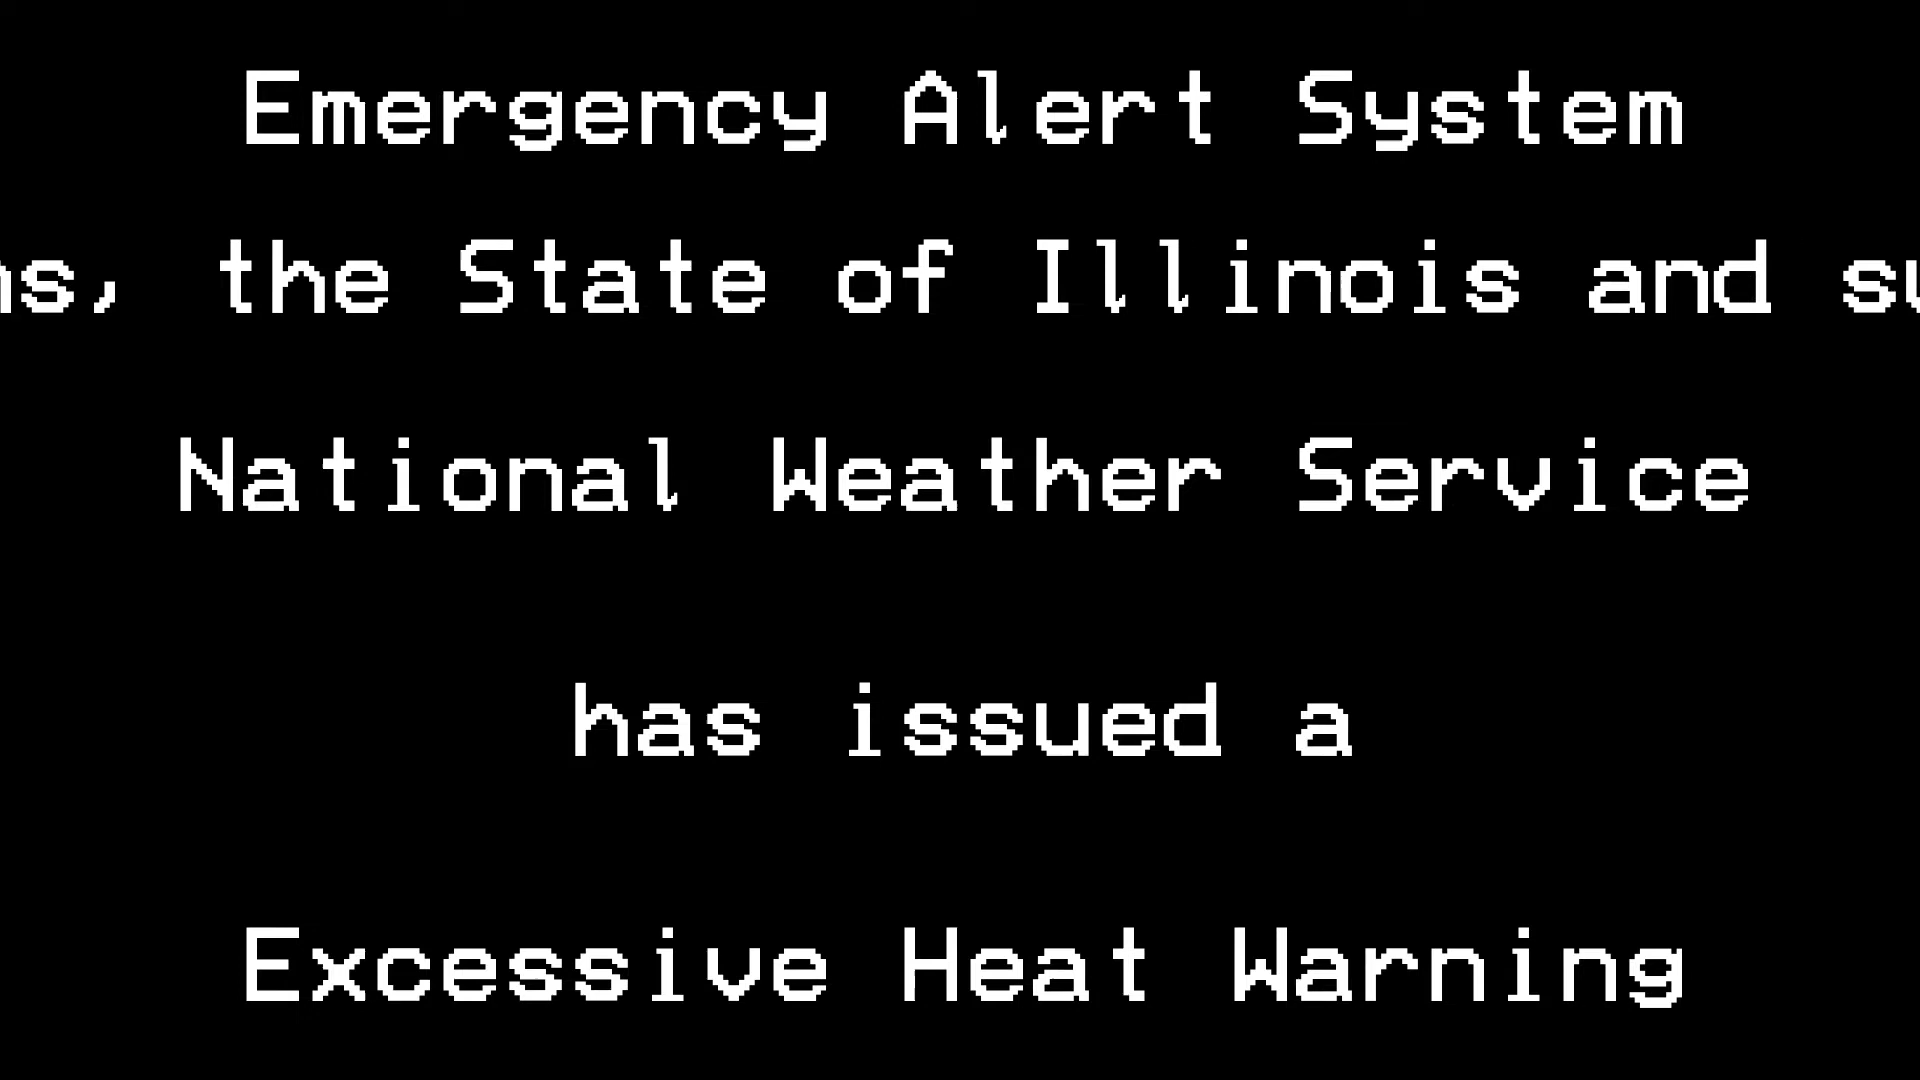 Emergency Alert System
the State of Illinois and
National Weather Service
has issued a
Excessive Heat Warning